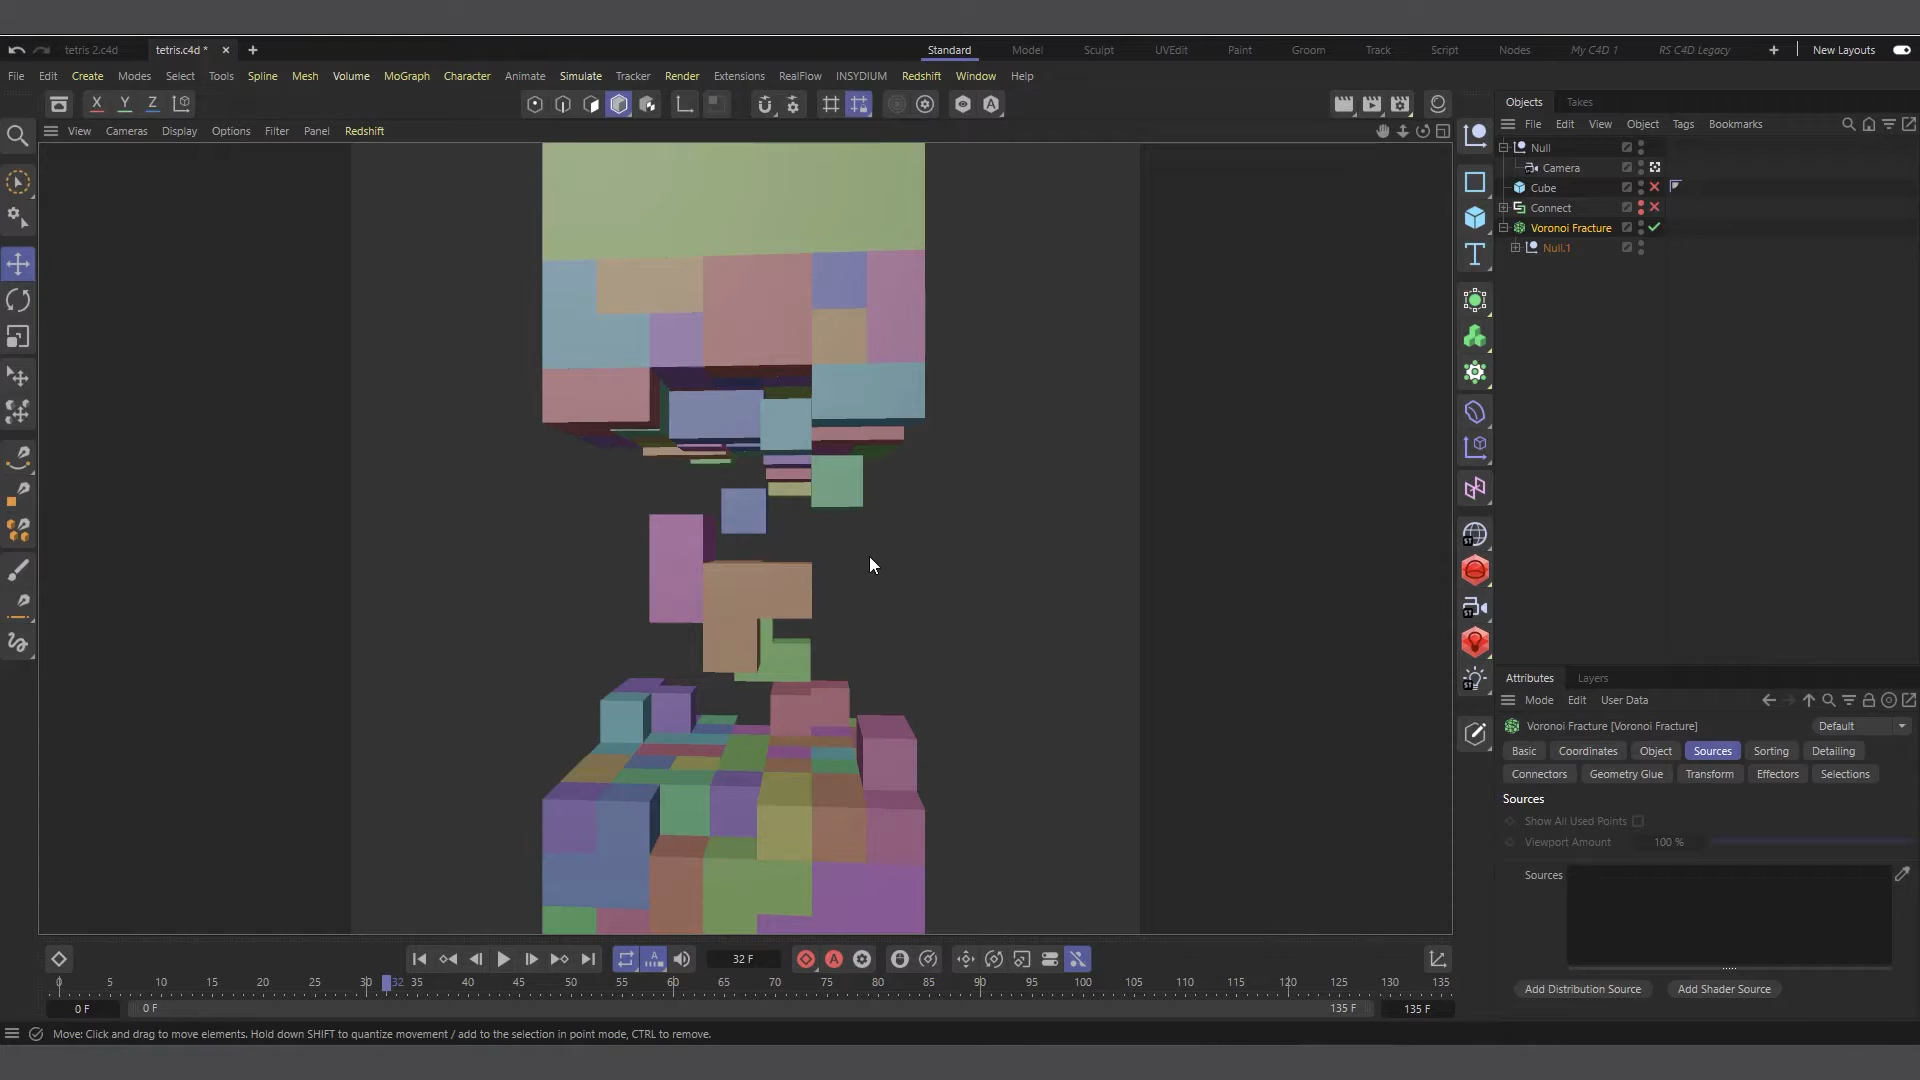 tetris 2.c4d tetris.c4d *
Standard Model Sculpt UVEdit Paint Groom Track Script Nodes My C4D 1 RS C4D Legacy New Layouts
File Edit Create Modes Select Tools Spline Mesh Volume MoGraph Character Animate Simulate Tracker Render Extensions RealFlow INSYDIUM Redshift Window Help
X Y Z
Objects Takes
View Cameras Display Options Filter Panel Redshift
File Edit View Object Tags Bookmarks
Null
Camera
Cube
Connect
Voronoi Fracture
Null.1
Attributes Layers
Mode Edit User Data
Voronoi Fracture [Voronoi Fracture] Default
Basic Coordinates Object Sources Sorting Detailing
Connectors Geometry Glue Transform Effectors Selections
Sources
Show All Used Points
Viewport Amount 100 %
Sources
Add Distribution Source Add Shader Source
32 F
0 5 10 15 20 25 30 32 35 40 45 50 55 60 65 70 75 80 85 90 95 100 105 110 115 120 125 130 135
0 F 0 F 135 F 135 F
Move: Click and drag to move elements. Hold down SHIFT to quantize movement / add to the selection in point mode, CTRL to remove.